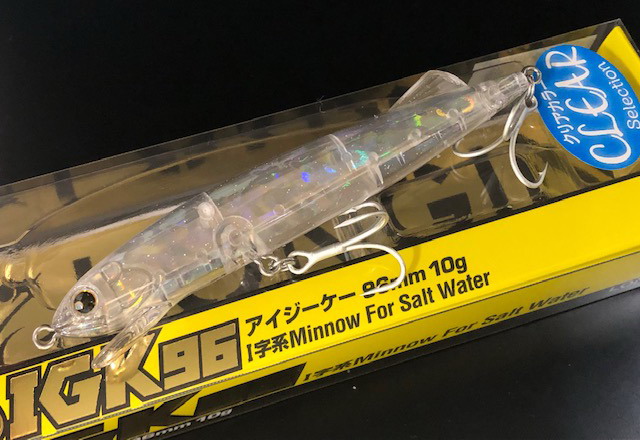 クリアカラー
CLEAR
Selection
アイジーケー 96mm 10g
IGK96
I字系Minnow For Salt Water
I字系Minnow For Salt Water
96mm 10g